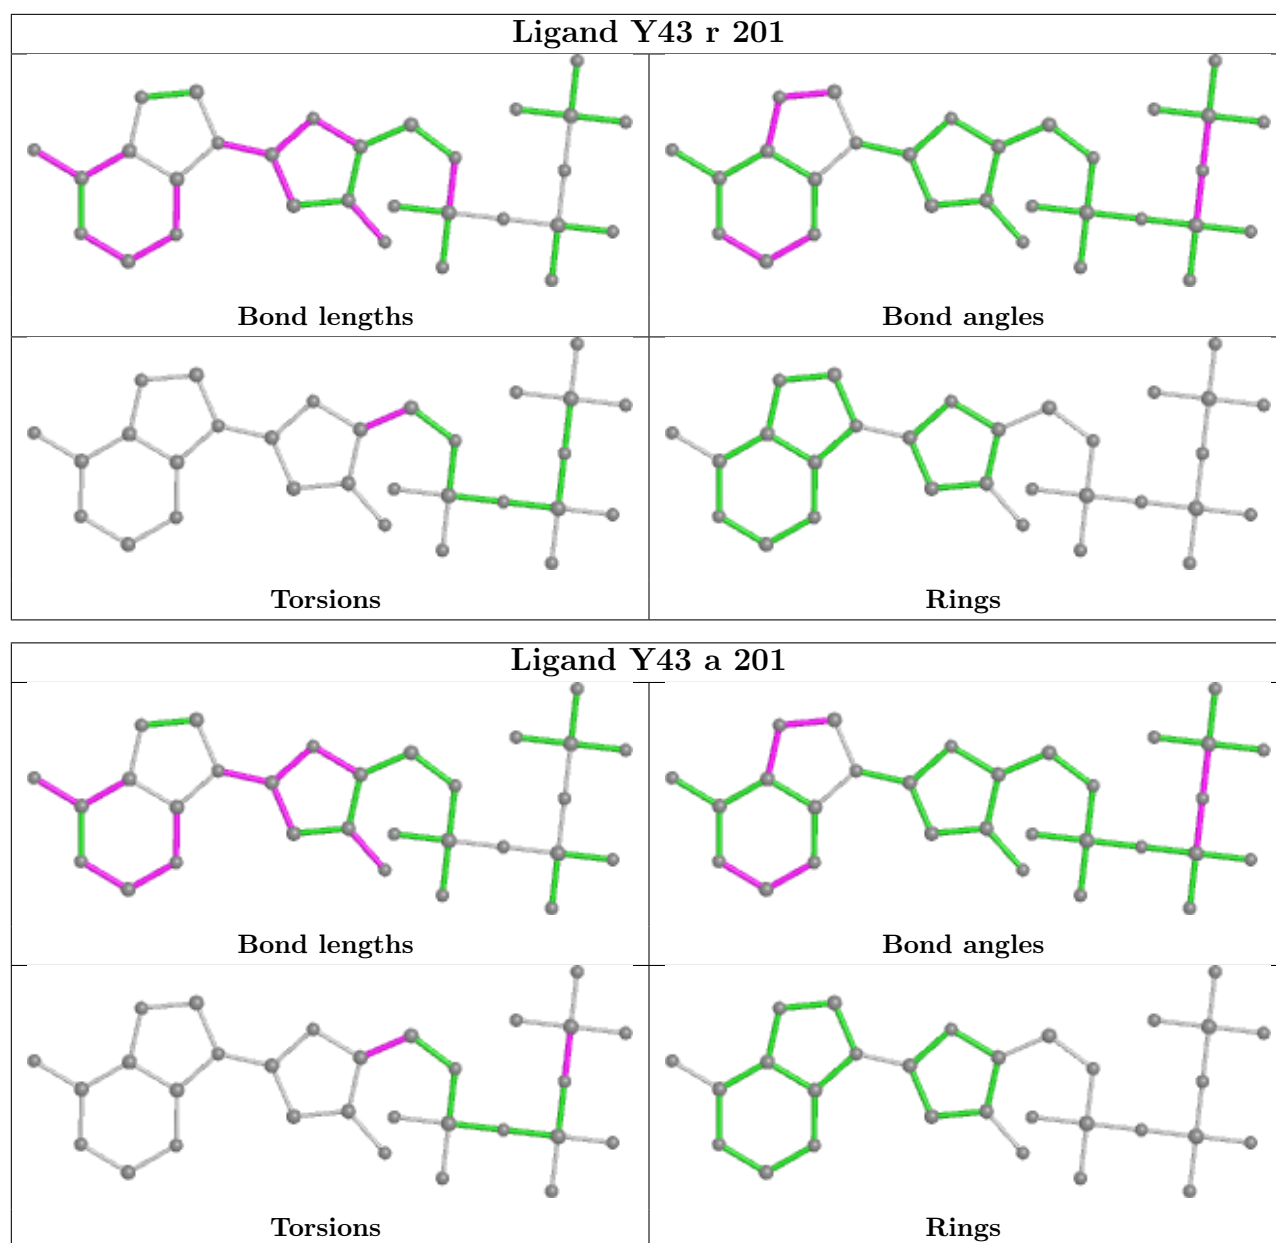 Ligand Y43 r 201
Bond lengths
Bond angles
Torsions
Rings
Ligand Y43 a 201
Bond lengths
Bond angles
Torsions
Rings